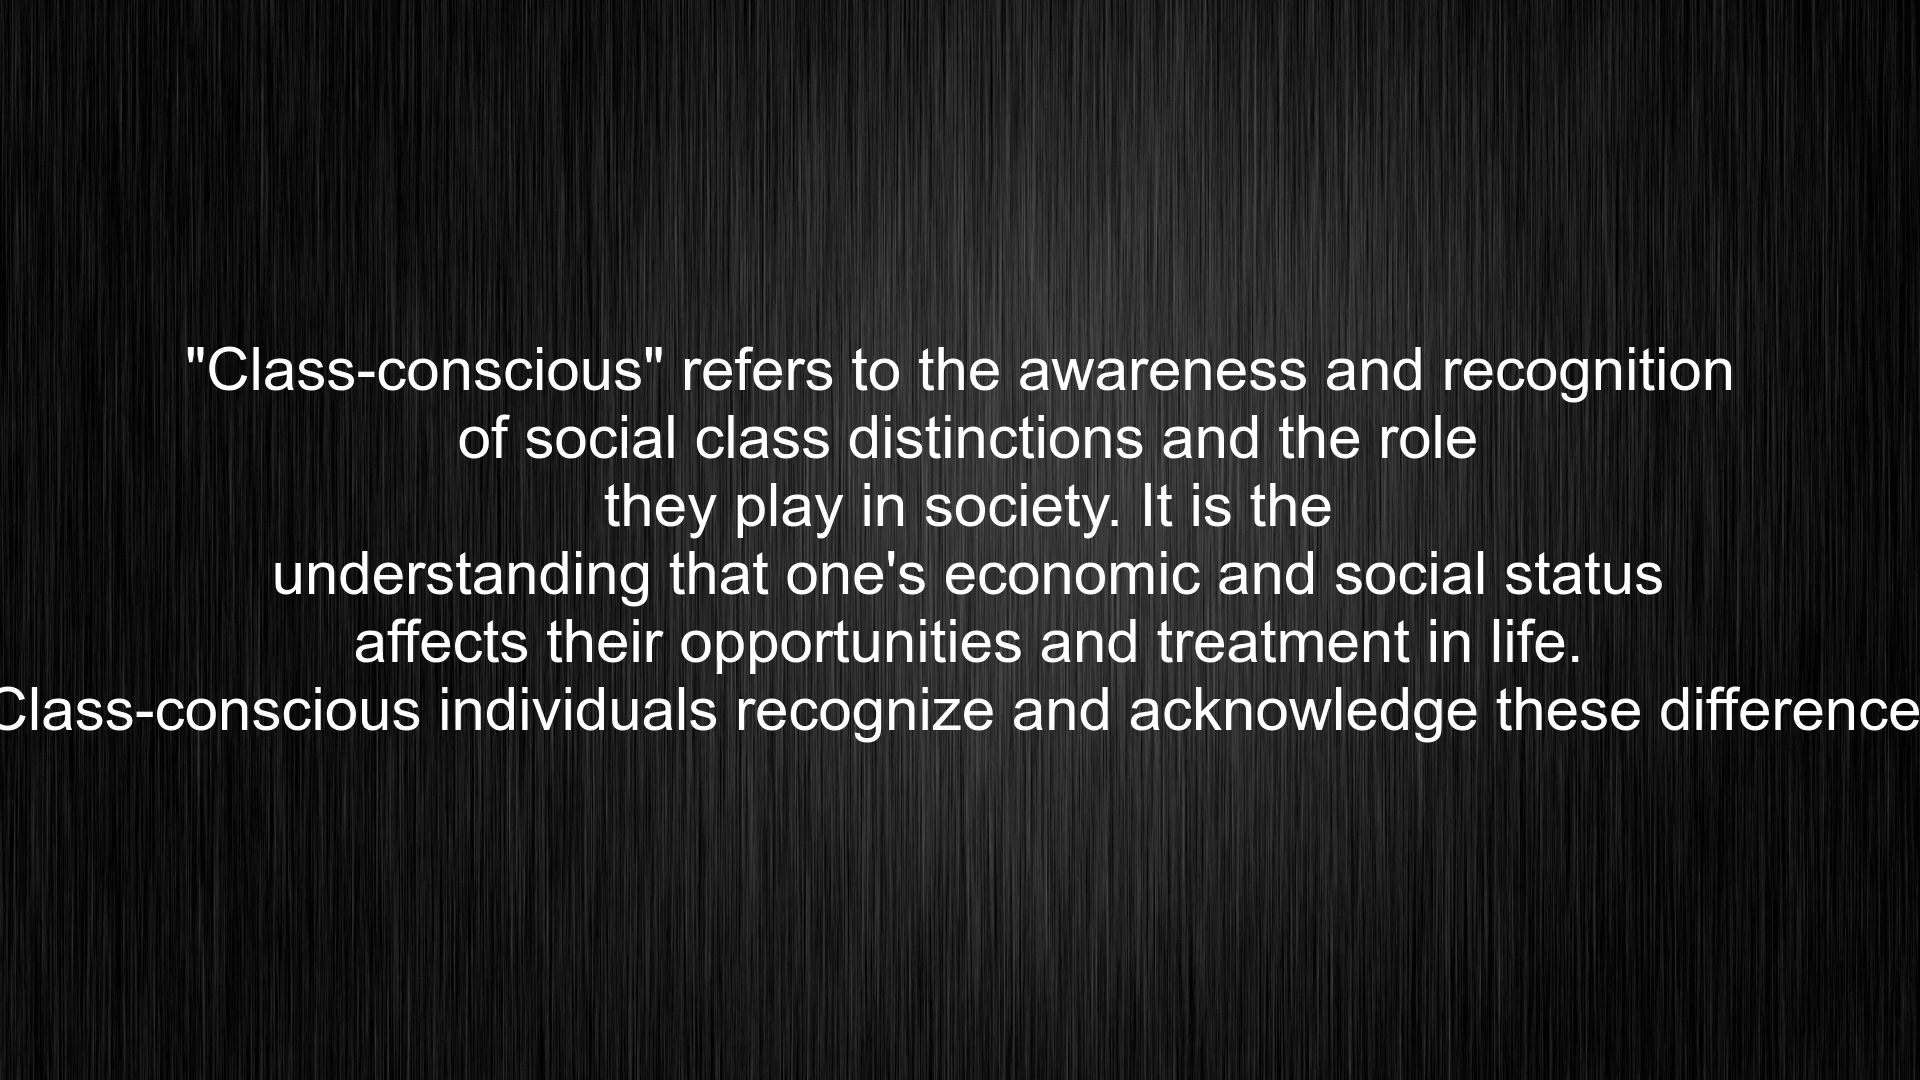 "Class-conscious" refers to the awareness and recognition
of social class distinctions and the role
they play in society. It is the
understanding that one's economic and social status
affects their opportunities and treatment in life.
Class-conscious individuals recognize and acknowledge these difference